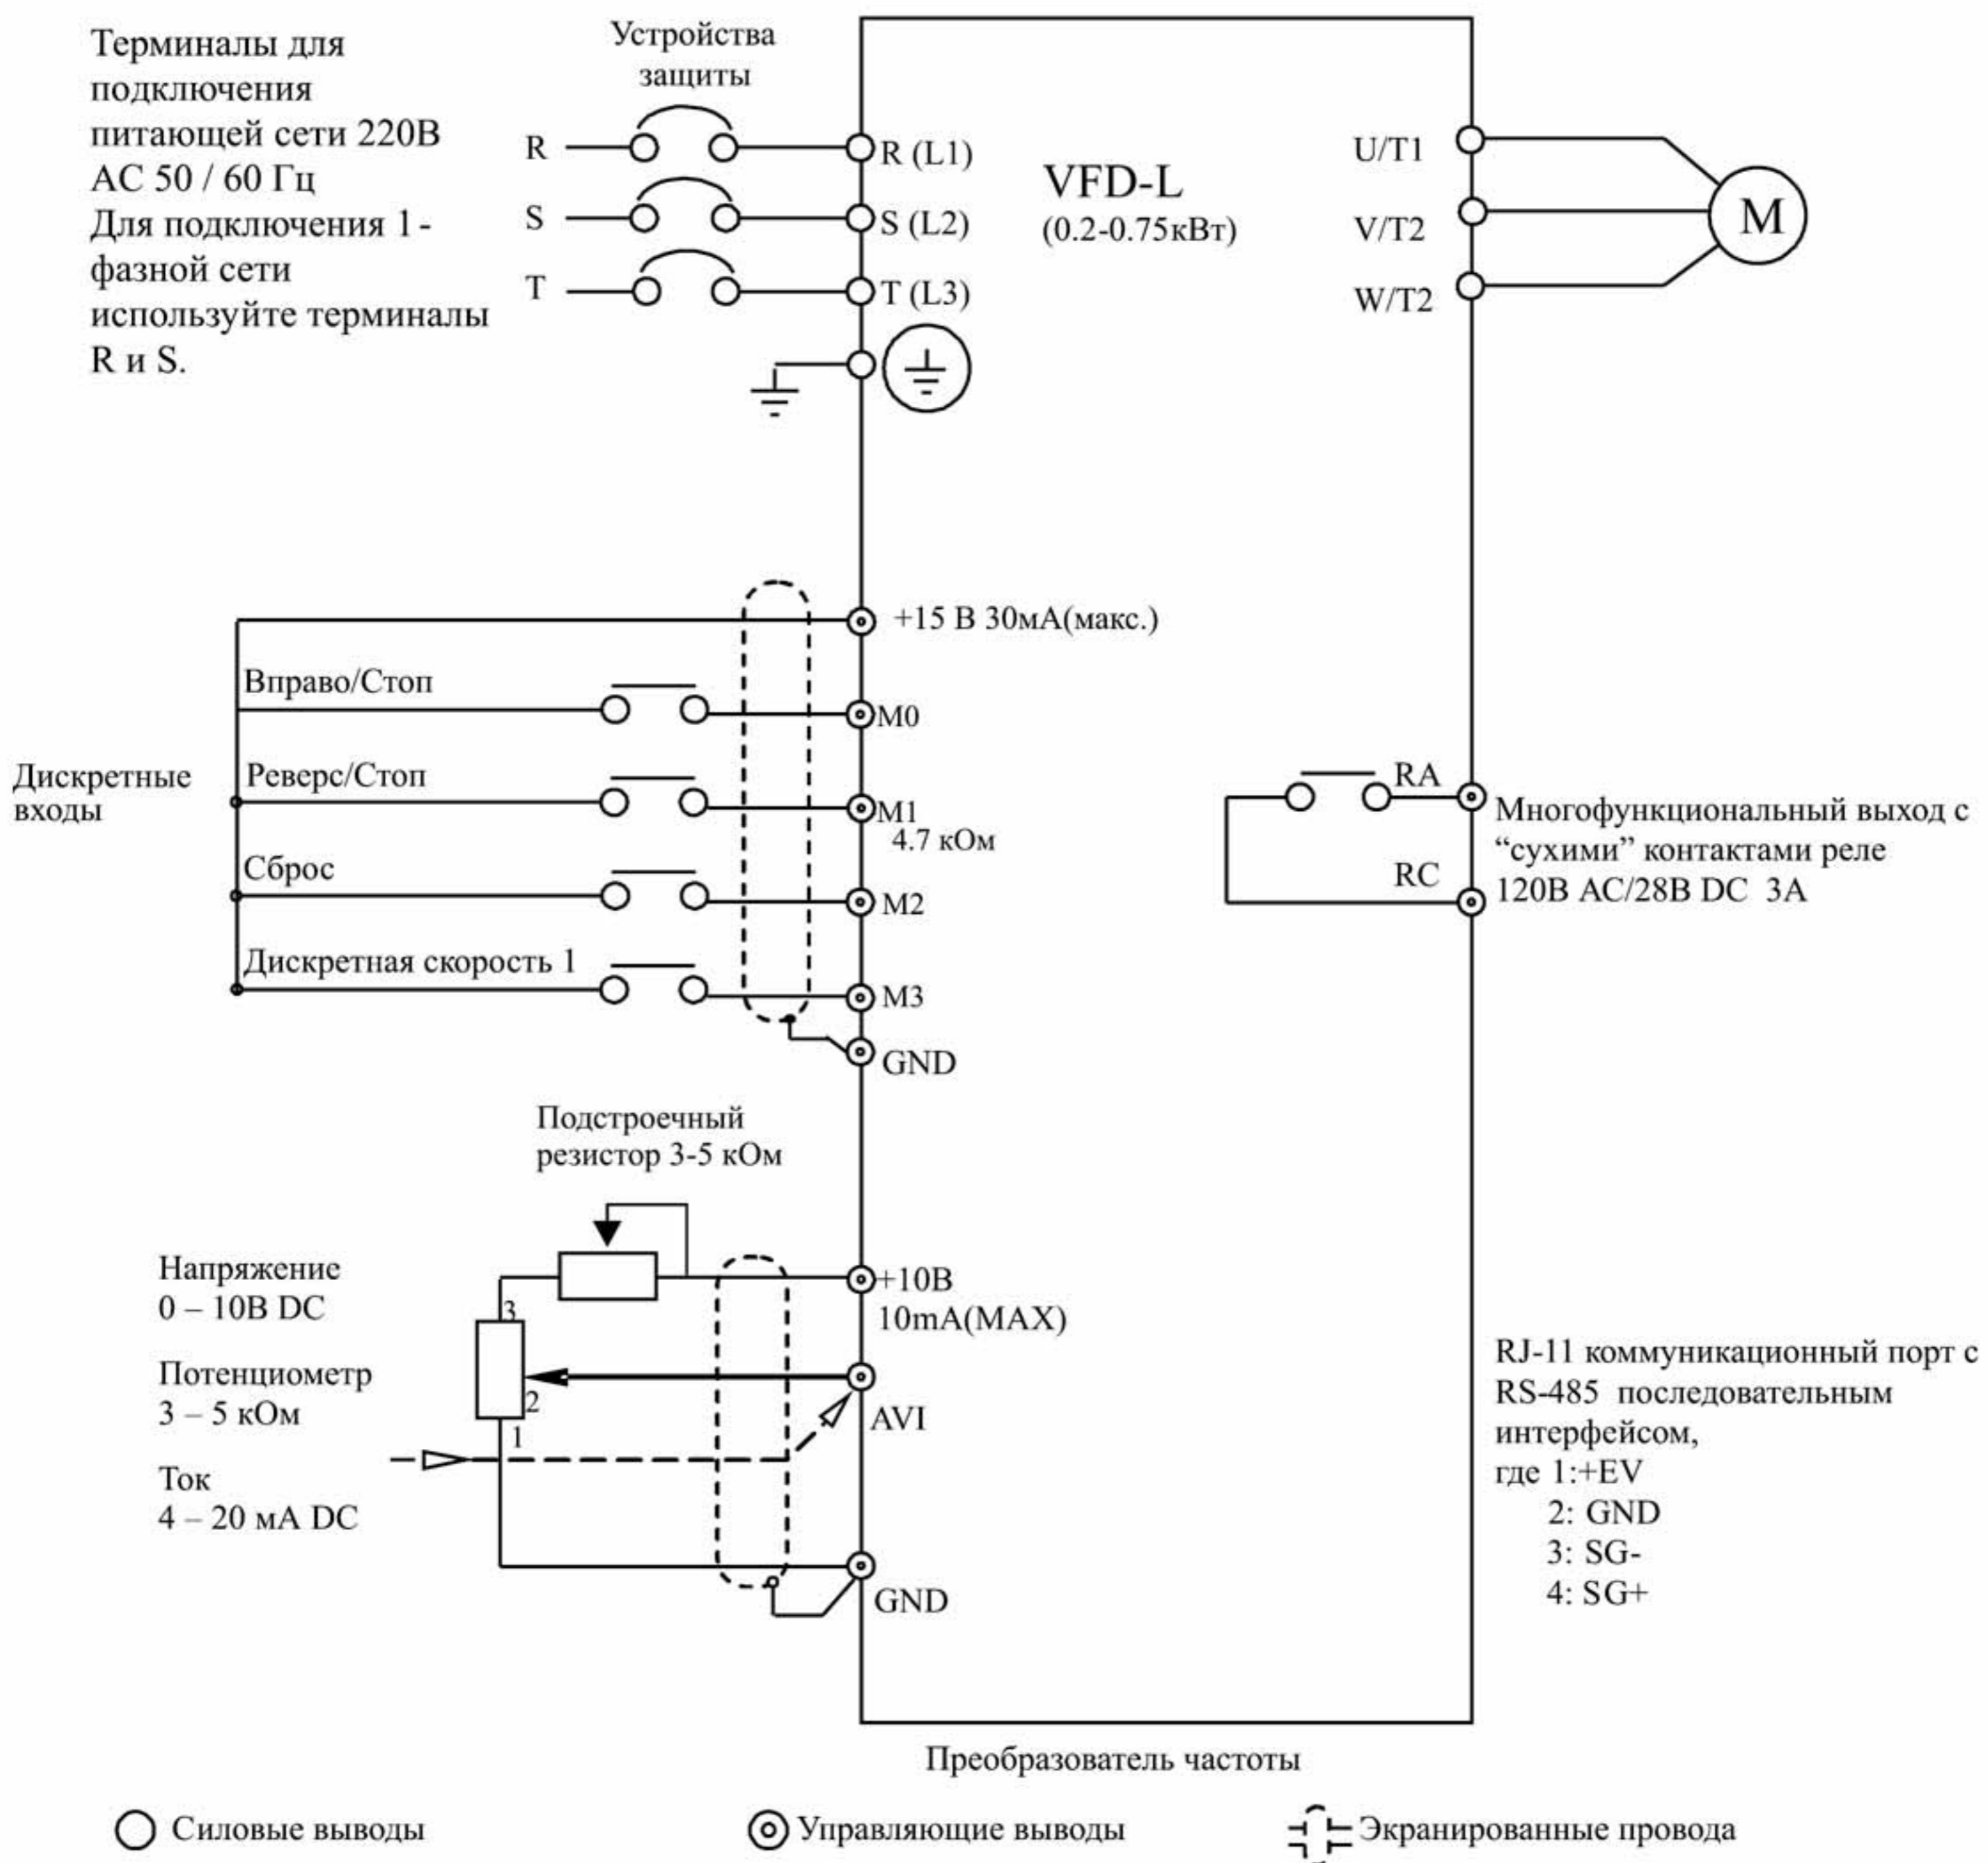 Терминалы для
подключения
питающей сети 220В
АС 50 / 60 Гц
Для подключения 1-
фазной сети
используйте терминалы
R и S.
Устройства
защиты
R
R (L1)
S
S (L2)
T
T (L3)
VFD-L
(0.2-0.75кВт)
U/T1
V/T2
W/T2
M
+15 В 30мА(макс.)
Вправо/Стоп
M0
Дискретные
входы
Реверс/Стоп
M1
4.7 кОм
Сброс
M2
Дискретная скорость 1
M3
GND
RA
RC
Многофункциональный выход с
“сухими” контактами реле
120В AC/28В DC 3А
Подстроечный
резистор 3-5 кОм
Напряжение
0 – 10В DC
Потенциометр
3 – 5 кОм
Ток
4 – 20 мА DC
3
2
1
+10В
10mA(MAX)
AVI
GND
RJ-11 коммуникационный порт с
RS-485 последовательным
интерфейсом,
где 1:+EV
2: GND
3: SG-
4: SG+
Преобразователь частоты
Силовые выводы
Управляющие выводы
Экранированные провода